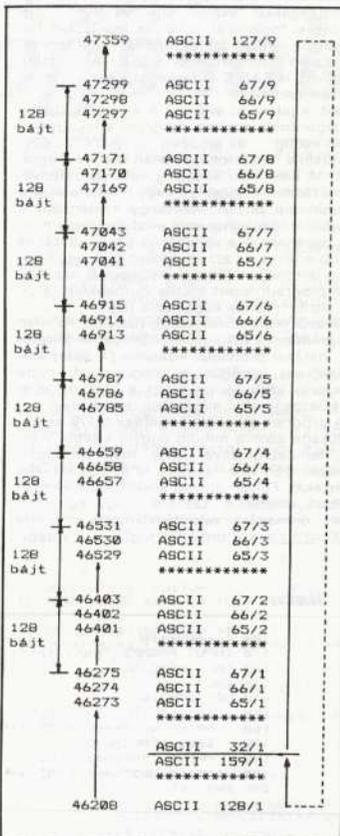 47359 ASCII 127/9
************
47299 ASCII 67/9
47298 ASCII 66/9
128 47297 ASCII 65/9
bájt ************
47171 ASCII 67/8
47170 ASCII 66/8
128 47169 ASCII 65/8
bájt ************
47043 ASCII 67/7
47042 ASCII 66/7
128 47041 ASCII 65/7
bájt ************
46915 ASCII 67/6
46914 ASCII 66/6
128 46913 ASCII 65/6
bájt ************
46787 ASCII 67/5
46786 ASCII 66/5
128 46785 ASCII 65/5
bájt ************
46659 ASCII 67/4
46658 ASCII 66/4
128 46657 ASCII 65/4
bájt ************
46531 ASCII 67/3
46530 ASCII 66/3
128 46529 ASCII 65/3
bájt ************
46403 ASCII 67/2
46402 ASCII 66/2
128 46401 ASCII 65/2
bájt ************
46275 ASCII 67/1
46274 ASCII 66/1
46273 ASCII 65/1
************
ASCII 32/1
ASCII 159/1
************
46208 ASCII 128/1